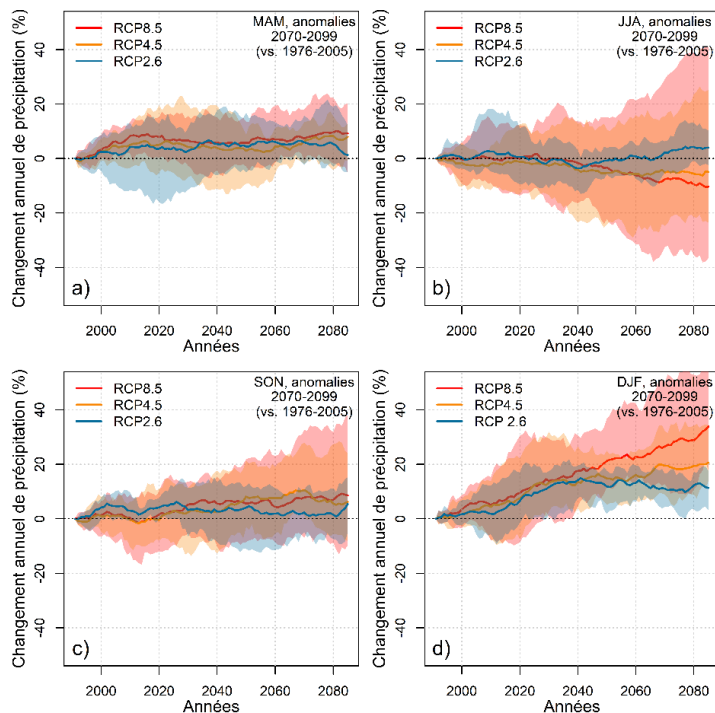 Changement annuel de précipitation (%)
40
20
0
-20
-40
RCP8.5
RCP4.5
RCP2.6
MAM, anomalies
2070-2099
(vs. 1976-2005)
a)
2000
2020
2040
2060
2080
Années
Changement annuel de précipitation (%)
40
20
0
-20
-40
RCP8.5
RCP4.5
RCP2.6
JJA, anomalies
2070-2099
(vs. 1976-2005)
b)
2000
2020
2040
2060
2080
Années
Changement annuel de précipitation (%)
40
20
0
-20
-40
RCP8.5
RCP4.5
RCP2.6
SON, anomalies
2070-2099
(vs. 1976-2005)
c)
2000
2020
2040
2060
2080
Années
Changement annuel de précipitation (%)
40
20
0
-20
-40
RCP8.5
RCP4.5
RCP 2.6
DJF, anomalies
2070-2099
(vs. 1976-2005)
d)
2000
2020
2040
2060
2080
Années